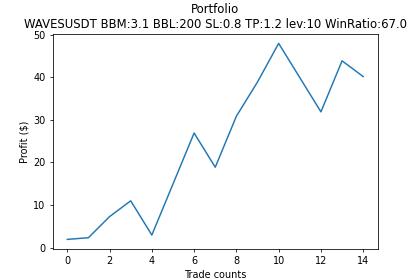 Portfolio
WAVESUSDT BBM:3.1 BBL:200 SL:0.8 TP:1.2 lev:10 WinRatio:67.0
50
40
30
20
10
0
Profit ($)
0 2 4 6 8 10 12 14
Trade counts